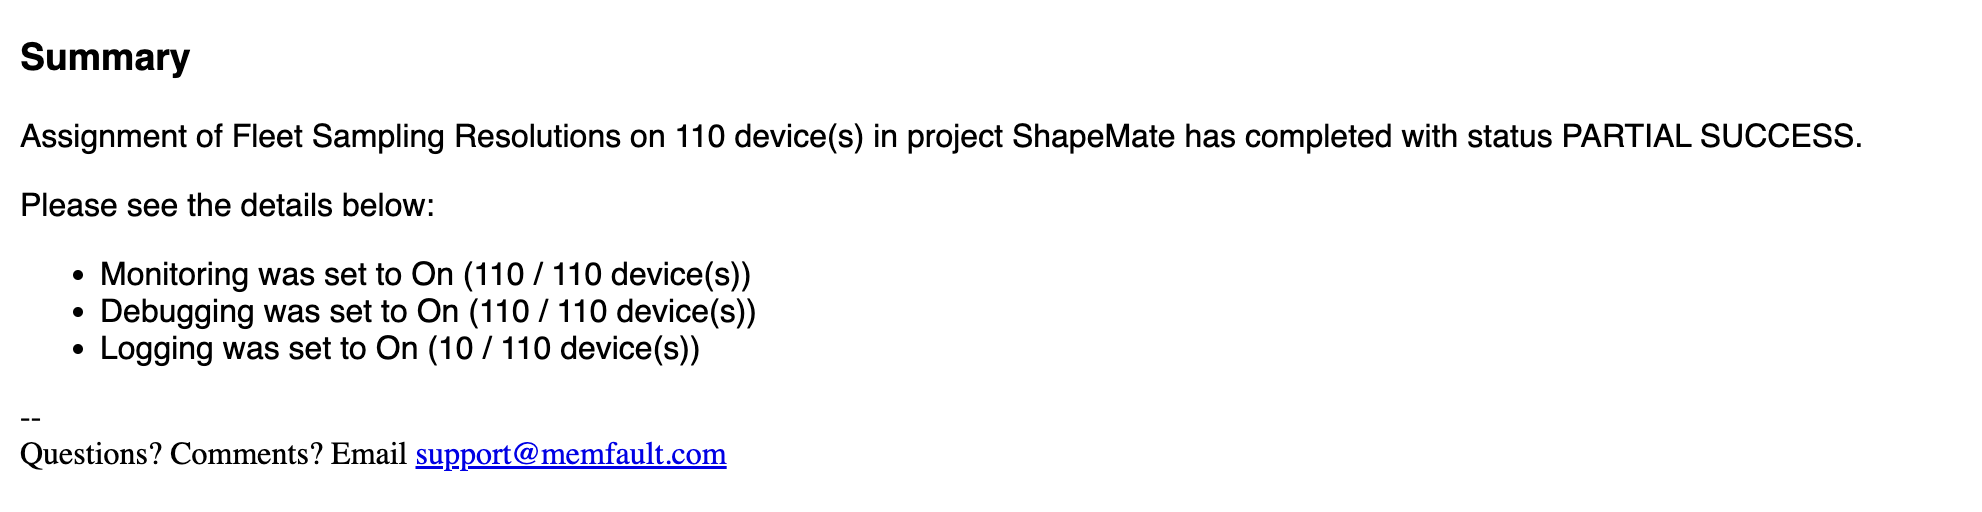 Summary
Assignment of Fleet Sampling Resolutions on 110 device(s) in project ShapeMate has completed with status PARTIAL SUCCESS.
Please see the details below:
• Monitoring was set to On (110 / 110 device(s))
• Debugging was set to On (110 / 110 device(s))
• Logging was set to On (10 / 110 device(s))
--
Questions? Comments? Email support@memfault.com